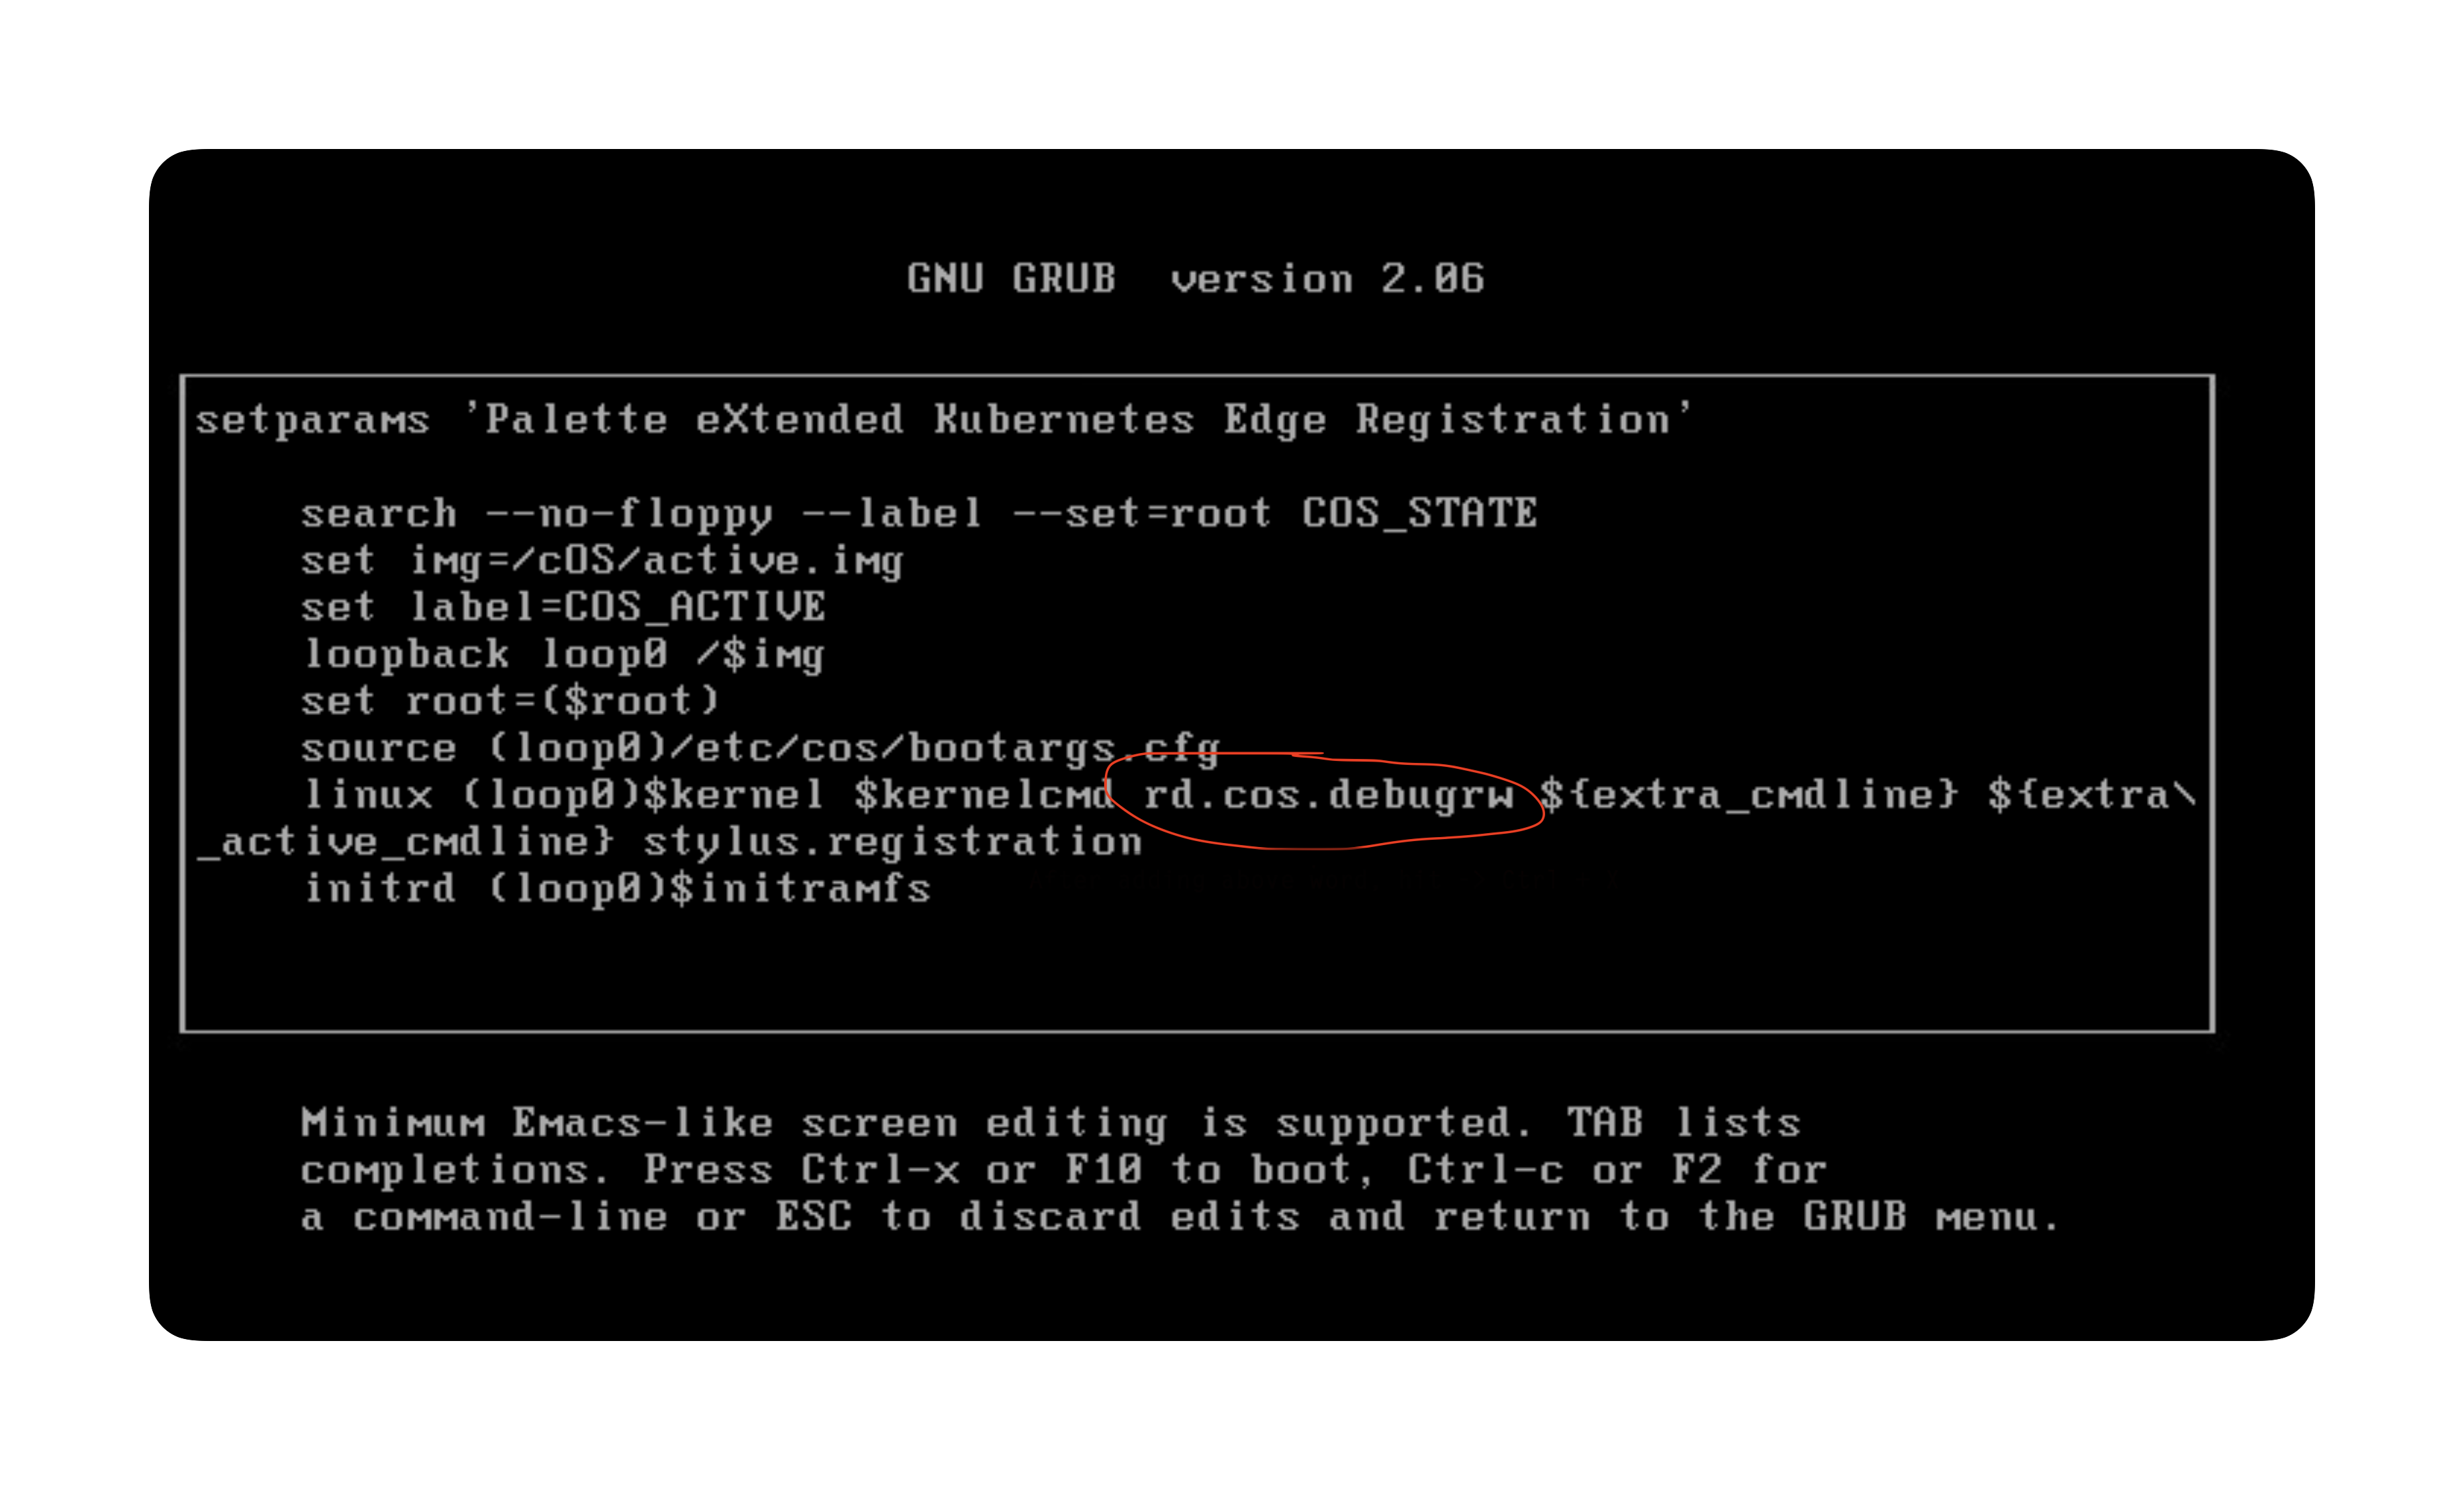 GNU GRUB  version 2.06
setparams 'Palette eXtended Kubernetes Edge Registration'
search --no-floppy --label --set=root COS_STATE
set img=/cOS/active.img
set label=COS_ACTIVE
loopback loop0 /$img
set root=($root)
source (loop0)/etc/cos/bootargs.cfg
linux (loop0)$kernel $kernelcmd rd.cos.debugrw ${extra_cmdline} ${extra\
_active_cmdline} stylus.registration
initrd (loop0)$initramfs
Minimum Emacs-like screen editing is supported. TAB lists
completions. Press Ctrl-x or F10 to boot, Ctrl-c or F2 for
a command-line or ESC to discard edits and return to the GRUB menu.